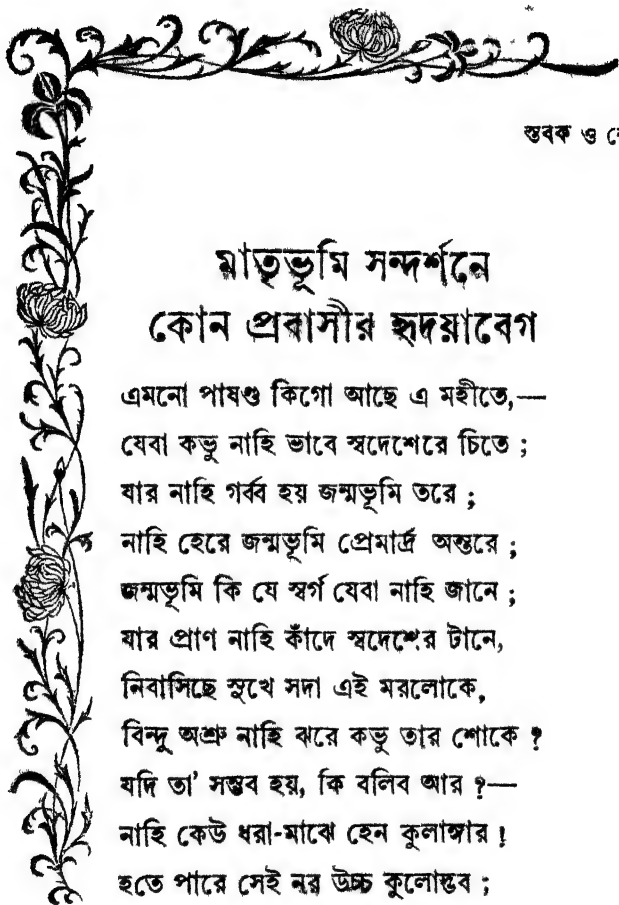 স্তবক ও
মাতৃভূমি সন্দর্শনে
কোন প্রবাসীর হৃদয়াবেগ
এমনো পাষণ্ড কিগো আছে এ মহীতে,—
যেবা কভু নাহি ভাবে স্বদেশেরে চিতে ;
যার নাহি গর্ব্ব হয় জন্মভূমি তরে ;
নাহি হেরে জন্মভূমি প্রেমার্দ্র অন্তরে ;
জন্মভূমি কি যে স্বর্গ যেবা নাহি জানে ;
যার প্রাণ নাহি কাঁদে স্বদেশের টানে,
নিবাসিছে সুখে সদা এই মরলোকে,
বিন্দু অশ্রু নাহি ঝরে কভু তার শোকে ?
যদি তা' সম্ভব হয়, কি বলিব আর ?—
নাহি কেউ ধরা-মাঝে হেন কুলাঙ্গার !
হতে পারে সেই নর উচ্চ কুলোদ্ভব ;